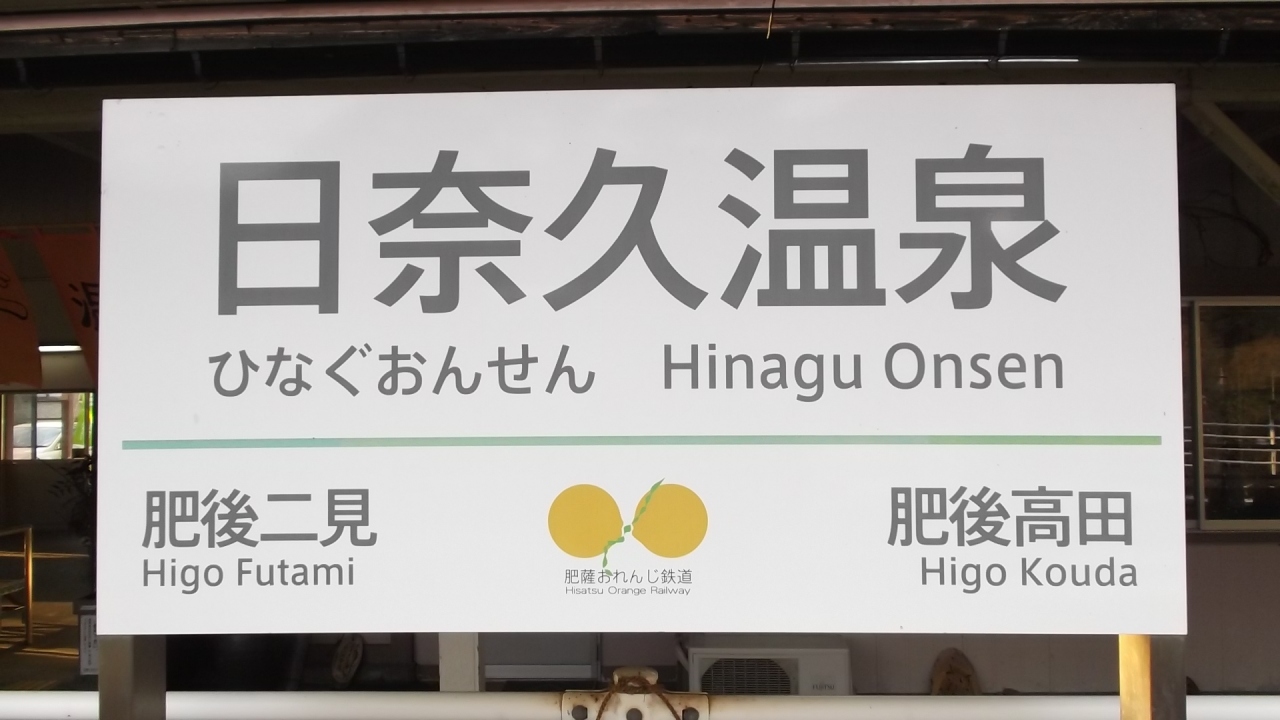 日奈久温泉
ひなぐおんせん Hinagu Onsen
肥後二見
Higo Futami
肥薩おれんじ鉄道
Hisatsu Orange Railway
肥後高田
Higo Kouda